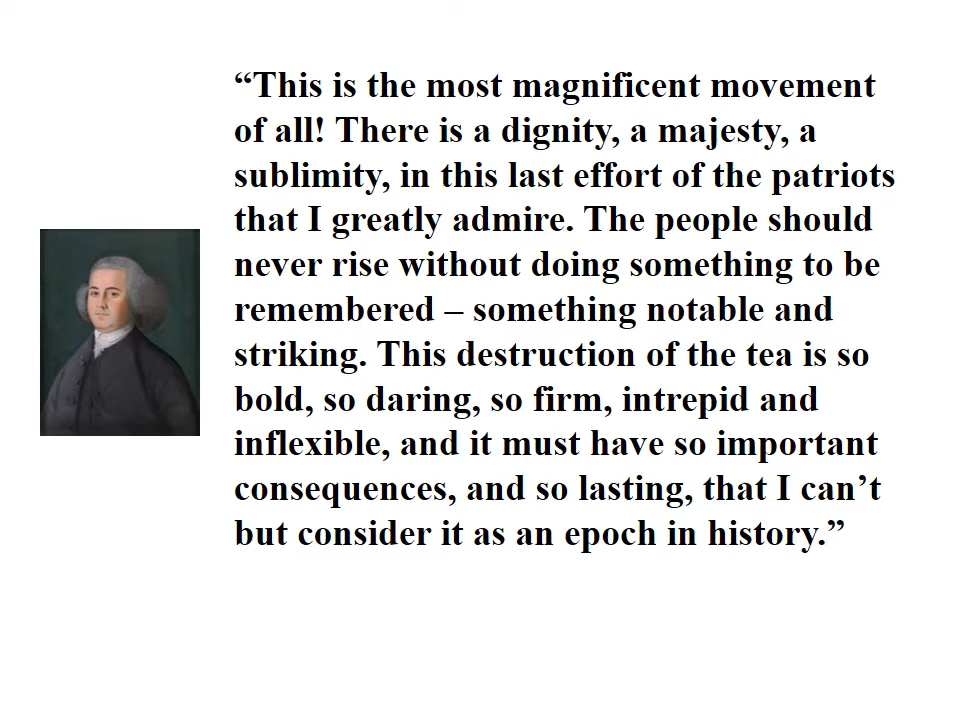 “This is the most magnificent movement
of all! There is a dignity, a majesty, a
sublimity, in this last effort of the patriots
that I greatly admire. The people should
never rise without doing something to be
remembered – something notable and
striking. This destruction of the tea is so
bold, so daring, so firm, intrepid and
inflexible, and it must have so important
consequences, and so lasting, that I can’t
but consider it as an epoch in history.”